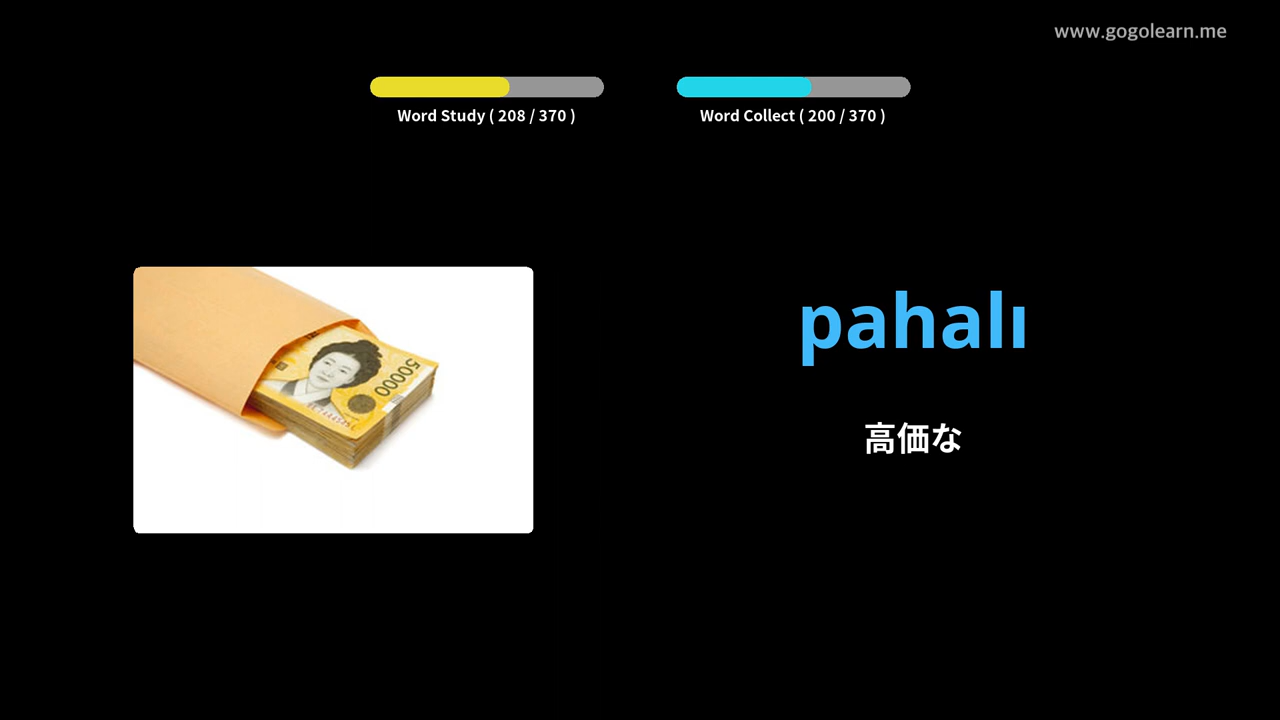 www.gogolearn.me
Word Study ( 208 / 370 )
Word Collect ( 200 / 370 )
50000
pahalı
高価な